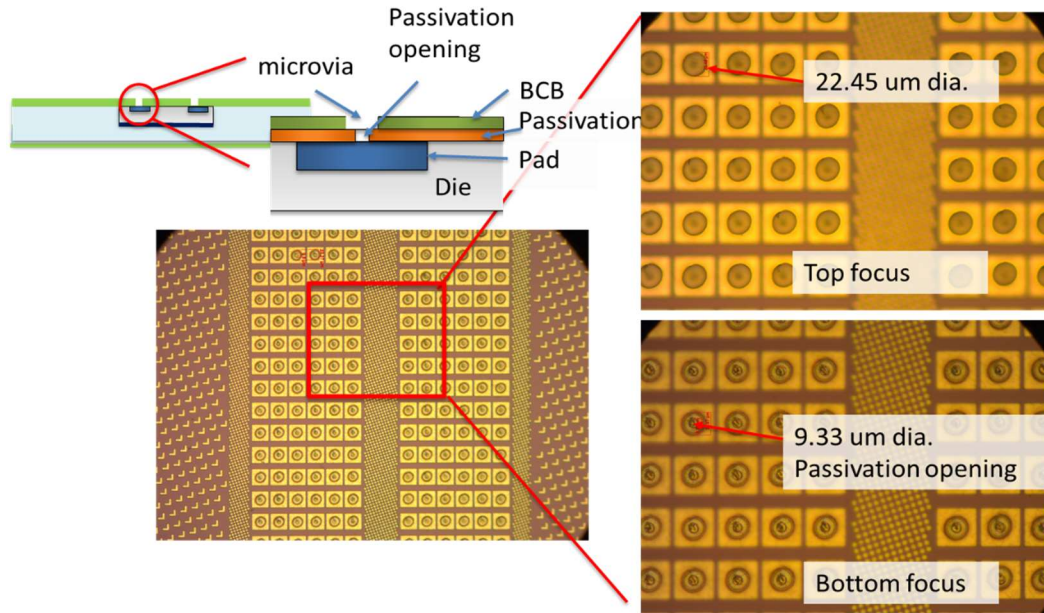 Passivation
opening
microvia
BCB
Passivation
Pad
Die
22.45 um dia.
Top focus
9.33 um dia.
Passivation opening
Bottom focus